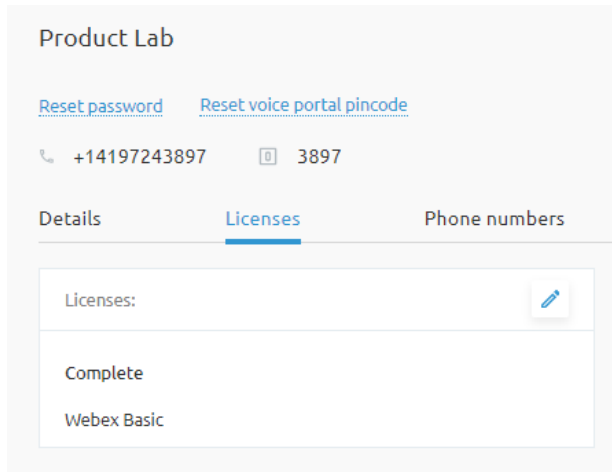 Product Lab
Reset password Reset voice portal pincode
+14197243897 3897
Details Licenses Phone numbers
Licenses:
Complete
Webex Basic